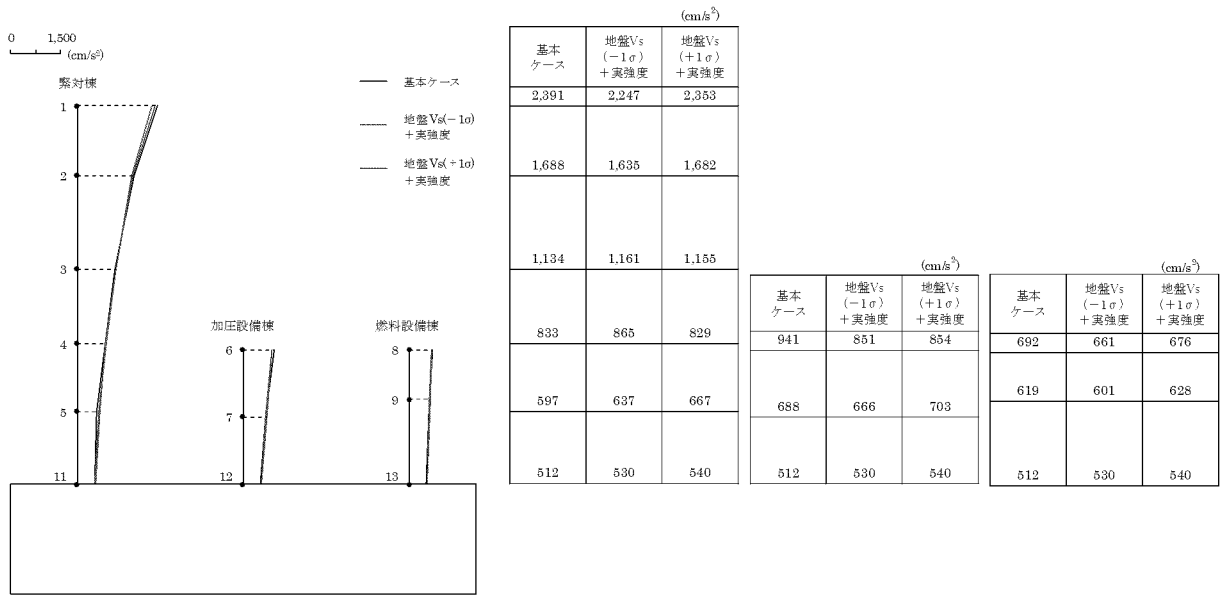 0 1,500
(cm/s²)
緊対棟
基本ケース
地盤Vs(－1σ)
＋実強度
地盤Vs(＋1σ)
＋実強度
1
2
3
4
5
11
加圧設備棟
6
7
12
燃料設備棟
8
9
13
(cm/s²)
基本
ケース
地盤Vs
(－1σ)
＋実強度
地盤Vs
(＋1σ)
＋実強度
2,391 2,247 2,353
1,688 1,635 1,682
1,134 1,161 1,155
833 865 829
597 637 667
512 530 540
(cm/s²)
基本
ケース
地盤Vs
(－1σ)
＋実強度
地盤Vs
(＋1σ)
＋実強度
941 851 854
688 666 703
512 530 540
(cm/s²)
基本
ケース
地盤Vs
(－1σ)
＋実強度
地盤Vs
(＋1σ)
＋実強度
692 661 676
619 601 628
512 530 540